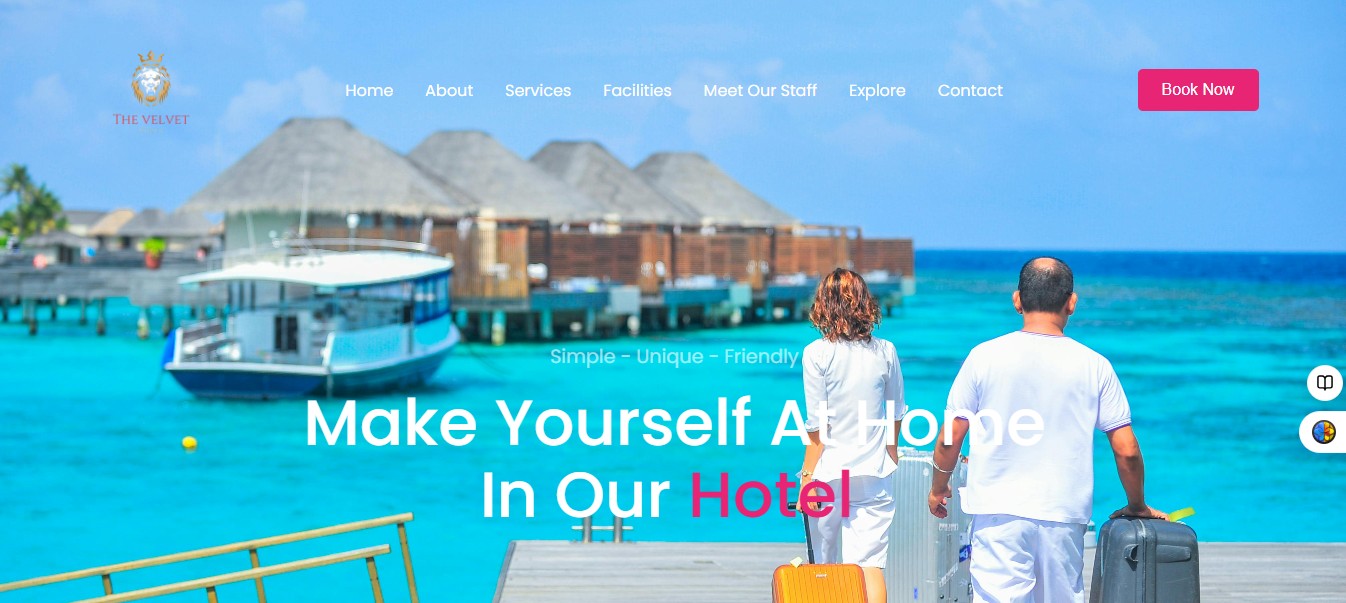 THE VELVET
Home About Services Facilities Meet Our Staff Explore Contact
Book Now
Simple - Unique - Friendly
Make Yourself At Home
In Our Hotel